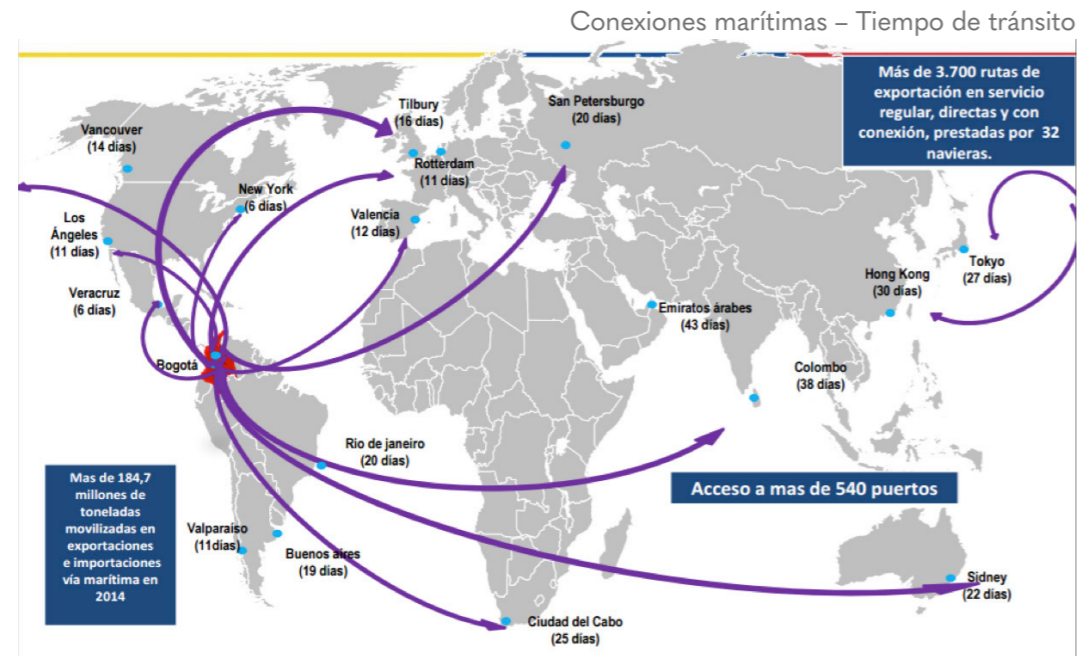 Conexiones marítimas – Tiempo de tránsito
Más de 3.700 rutas de
exportación en servicio
regular, directas y con
conexión, prestadas por 32
navieras.
Vancouver
(14 días)
Tilbury
(16 días)
San Petersburgo
(20 días)
Rotterdam
(11 días)
New York
(6 días)
Valencia
(12 días)
Los
Ángeles
(11 días)
Veracruz
(6 días)
Tokyo
(27 días)
Hong Kong
(30 días)
Emiratos árabes
(43 días)
Bogotá
Colombo
(38 días)
Rio de janeiro
(20 días)
Mas de 184,7
millones de
toneladas
movilizadas en
exportaciones
e importaciones
vía marítima en
2014
Acceso a mas de 540 puertos
Valparaíso
(11días)
Buenos aires
(19 días)
Sidney
(22 días)
Ciudad del Cabo
(25 días)